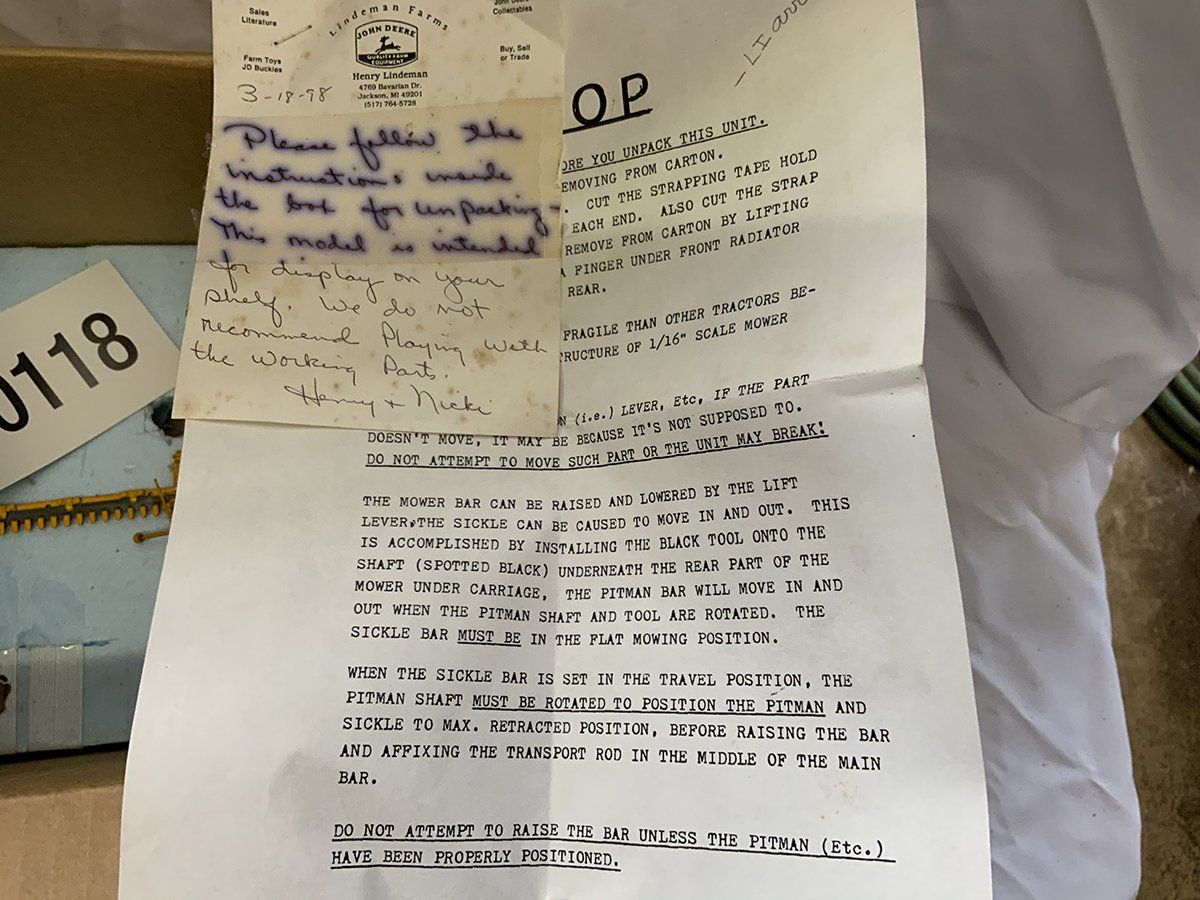 Sales
Literature
Lindeman Farms
Collectables
JOHN DEERE
QUALITY FARM
EQUIPMENT
Farm Toys
JD Buckles
Buy, Sell
or Trade
Henry Lindeman
4769 Bavarian Dr.
Jackson, MI 49201
(517) 764-5728
3-18-98
Please follow the
instructions inside
the box for unpacking-
This model is intended
for display on your
shelf. We do not
recommend Playing with
the working Parts.
Henry + Nicki
0118
OP
ORE YOU UNPACK THIS UNIT.
EMOVING FROM CARTON.
. CUT THE STRAPPING TAPE HOLD
EACH END. ALSO CUT THE STRAP
REMOVE FROM CARTON BY LIFTING
A FINGER UNDER FRONT RADIATOR
REAR.
FRAGILE THAN OTHER TRACTORS BE-
TRUCTURE OF 1/16" SCALE MOWER
N (i.e.) LEVER, Etc, IF THE PART
DOESN'T MOVE, IT MAY BE BECAUSE IT'S NOT SUPPOSED TO.
DO NOT ATTEMPT TO MOVE SUCH PART OR THE UNIT MAY BREAK!
THE MOWER BAR CAN BE RAISED AND LOWERED BY THE LIFT
LEVER, THE SICKLE CAN BE CAUSED TO MOVE IN AND OUT. THIS
IS ACCOMPLISHED BY INSTALLING THE BLACK TOOL ONTO THE
SHAFT (SPOTTED BLACK) UNDERNEATH THE REAR PART OF THE
MOWER UNDER CARRIAGE, THE PITMAN BAR WILL MOVE IN AND
OUT WHEN THE PITMAN SHAFT AND TOOL ARE ROTATED. THE
SICKLE BAR MUST BE IN THE FLAT MOWING POSITION.
WHEN THE SICKLE BAR IS SET IN THE TRAVEL POSITION, THE
PITMAN SHAFT MUST BE ROTATED TO POSITION THE PITMAN AND
SICKLE TO MAX. RETRACTED POSITION, BEFORE RAISING THE BAR
AND AFFIXING THE TRANSPORT ROD IN THE MIDDLE OF THE MAIN
BAR.
DO NOT ATTEMPT TO RAISE THE BAR UNLESS THE PITMAN (Etc.)
HAVE BEEN PROPERLY POSITIONED.